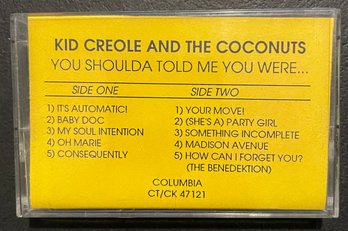 KID CREOLE AND THE COCONUTS
YOU SHOULDA TOLD ME YOU WERE...
SIDE ONE
1) IT'S AUTOMATIC!
2) BABY DOC
3) MY SOUL INTENTION
4) OH MARIE
5) CONSEQUENTLY
SIDE TWO
1) YOUR MOVE!
2) (SHE'S A) PARTY GIRL
3) SOMETHING INCOMPLETE
4) MADISON AVENUE
5) HOW CAN I FORGET YOU?
(THE BENEDEKTION)
COLUMBIA
CT/CK 47121